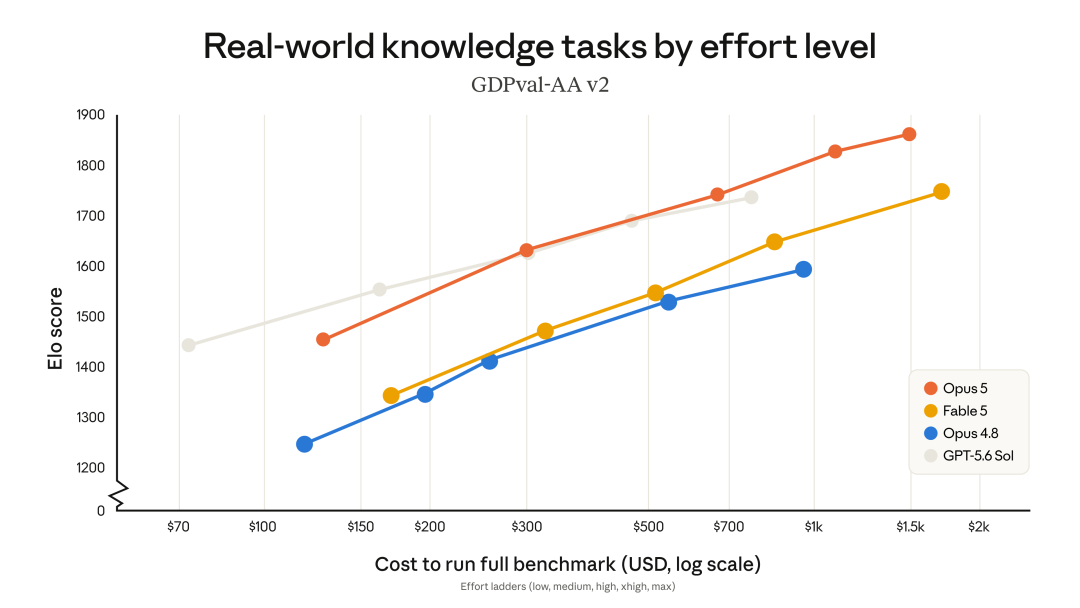 Real-world knowledge tasks by effort level
GDPval-AA v2
Elo score
1900
1800
1700
1600
1500
1400
1300
1200
0
Opus 5
Fable 5
Opus 4.8
GPT-5.6 Sol
$70 $100 $150 $200 $300 $500 $700 $1k $1.5k $2k
Cost to run full benchmark (USD, log scale)
Effort ladders (low, medium, high, xhigh, max)